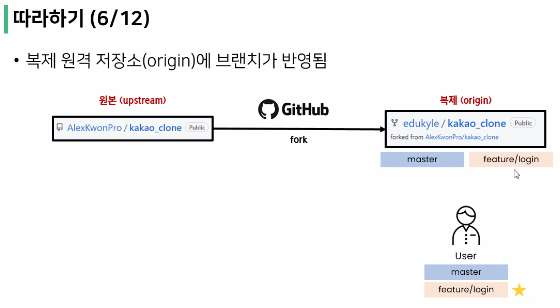 따라하기 (6/12)
• 복제 원격 저장소(origin)에 브랜치가 반영됨
원본 (upstream)
GitHub
복제 (origin)
AlexKwonPro / kakao_clone Public
fork
edukyle / kakao_clone Public
forked from AlexKwonPro/kakao_clone
master
feature/login
User
master
feature/login